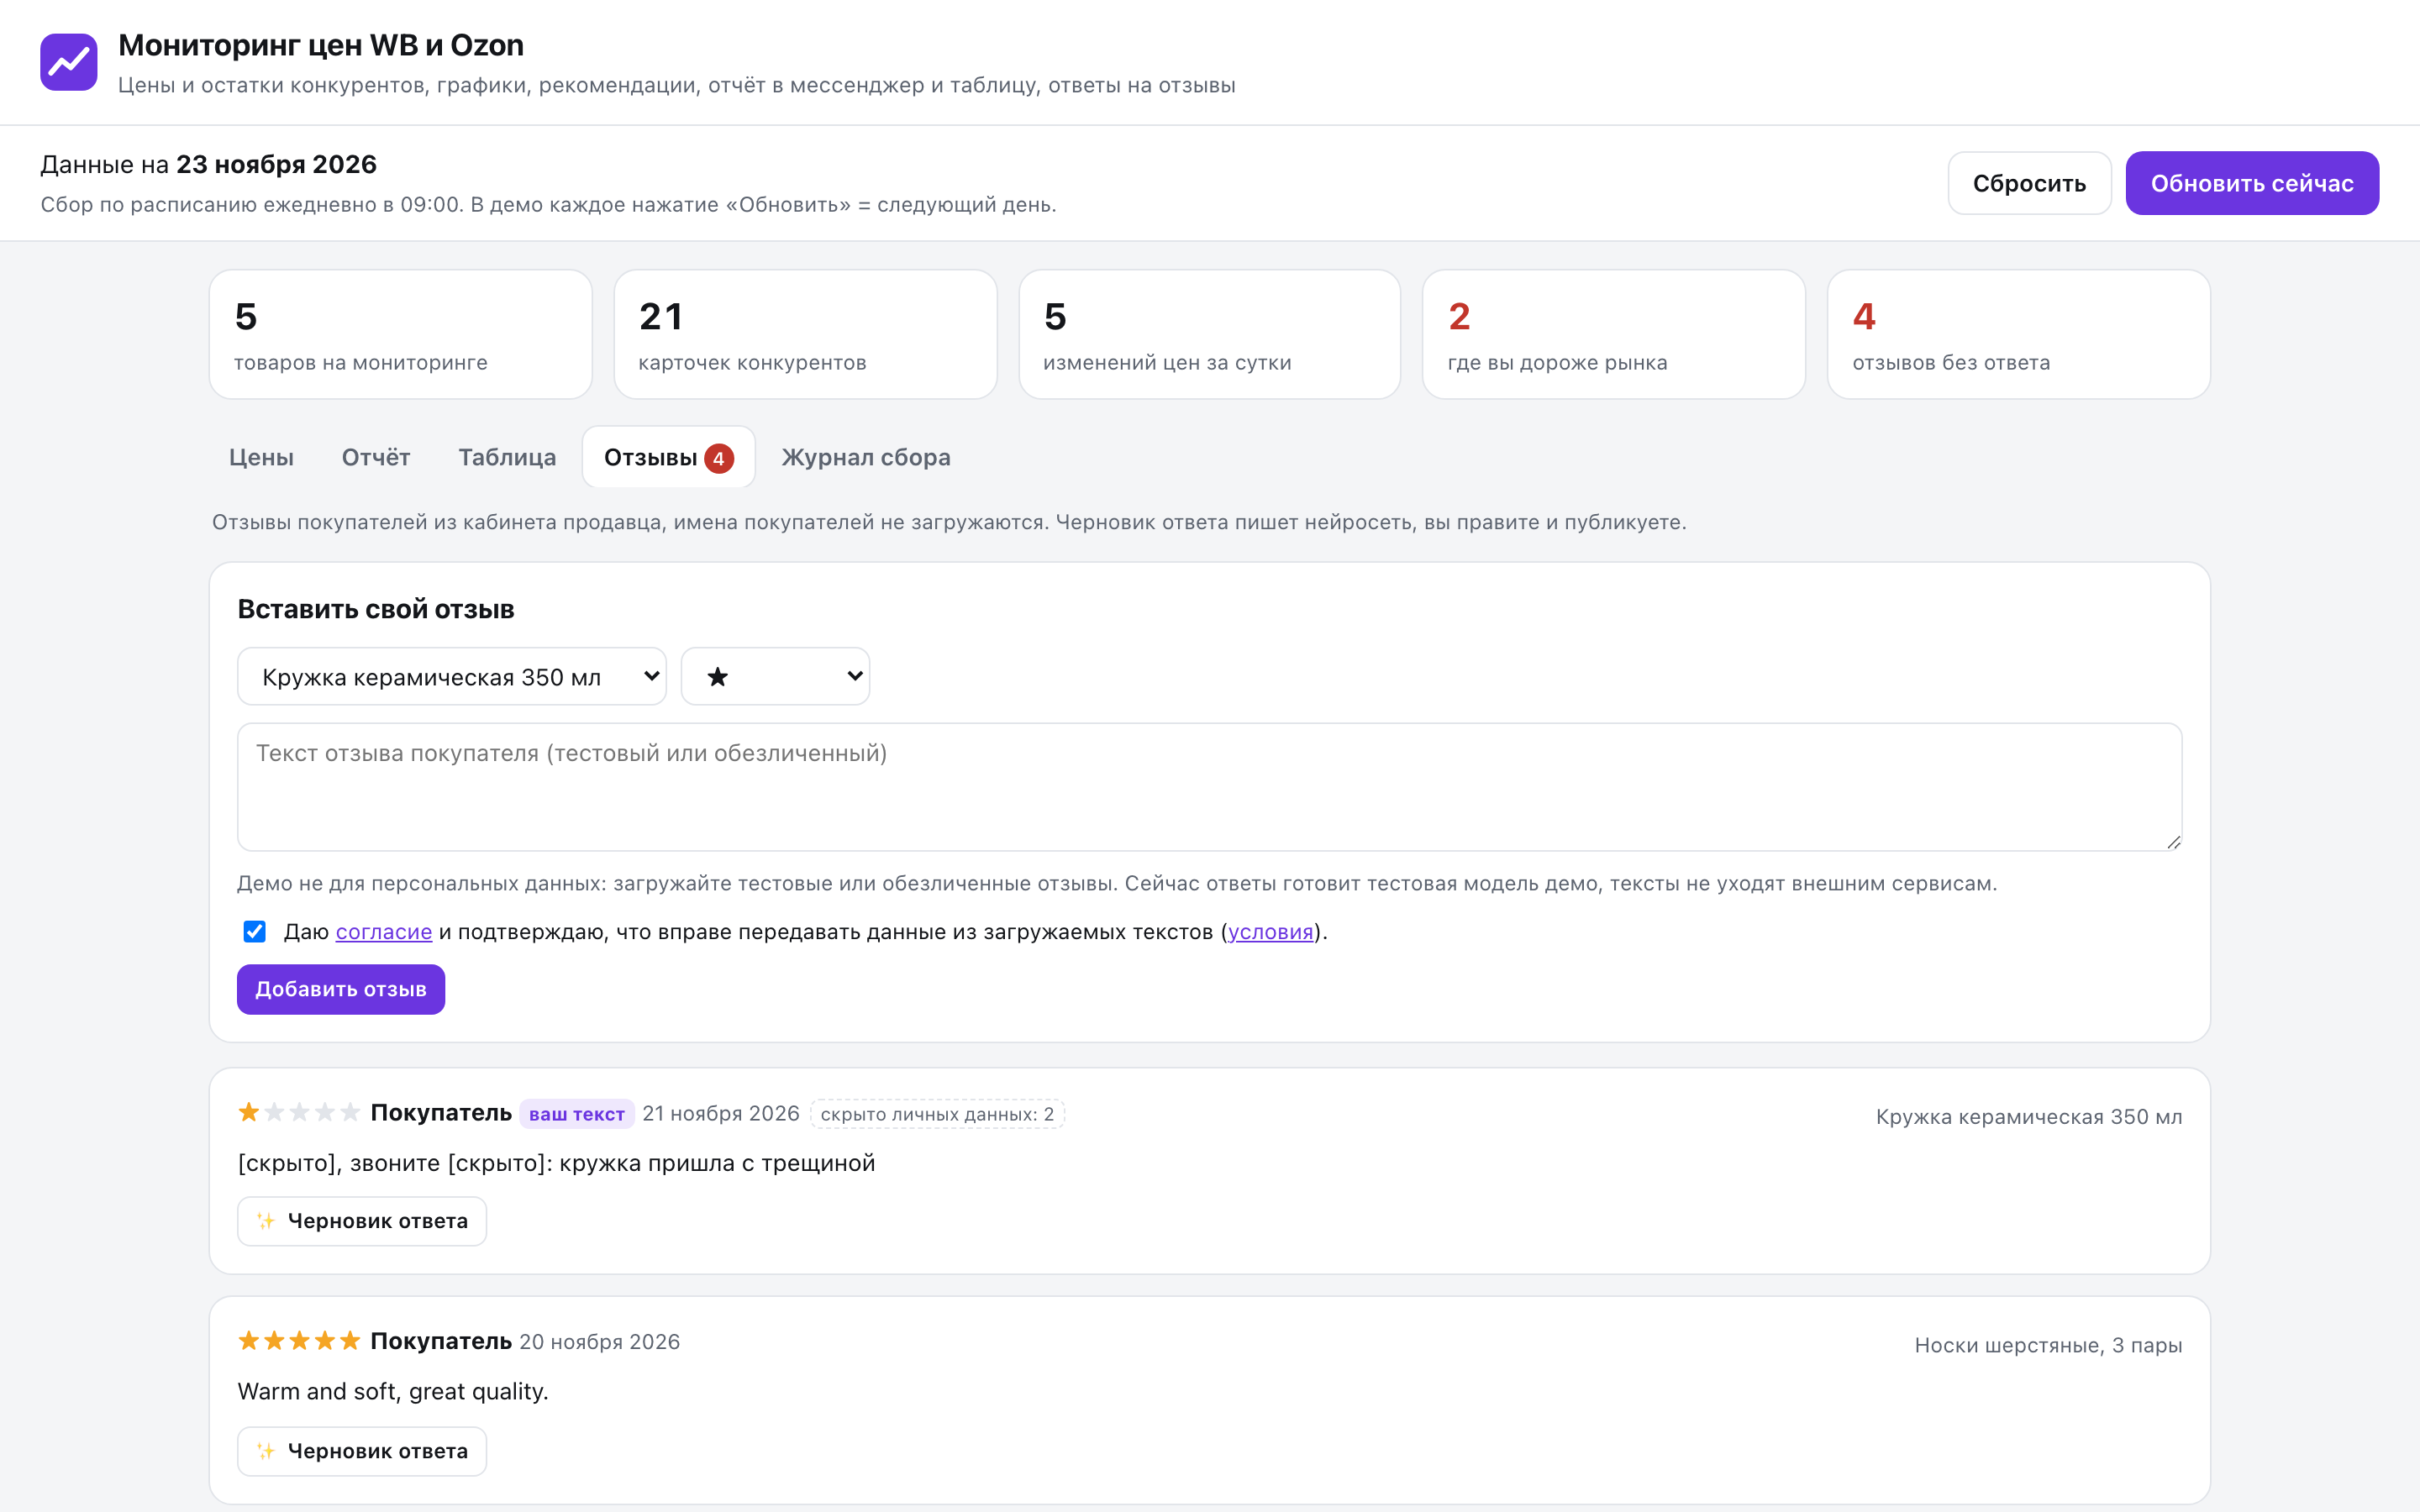 Мониторинг цен WB и Ozon
Цены и остатки конкурентов, графики, рекомендации, отчёт в мессенджер и таблицу, ответы на отзывы
Данные на 23 ноября 2026
Сбор по расписанию ежедневно в 09:00. В демо каждое нажатие «Обновить» = следующий день.
Сбросить
Обновить сейчас
5
товаров на мониторинге
21
карточек конкурентов
5
изменений цен за сутки
2
где вы дороже рынка
4
отзывов без ответа
Цены
Отчёт
Таблица
Отзывы 4
Журнал сбора
Отзывы покупателей из кабинета продавца, имена покупателей не загружаются. Черновик ответа пишет нейросеть, вы правите и публикуете.
Вставить свой отзыв
Кружка керамическая 350 мл
★
Текст отзыва покупателя (тестовый или обезличенный)
Демо не для персональных данных: загружайте тестовые или обезличенные отзывы. Сейчас ответы готовит тестовая модель демо, тексты не уходят внешним сервисам.
Даю согласие и подтверждаю, что вправе передавать данные из загружаемых текстов (условия).
Добавить отзыв
★★★★★ Покупатель ваш текст 21 ноября 2026 скрыто личных данных: 2
Кружка керамическая 350 мл
[скрыто], звоните [скрыто]: кружка пришла с трещиной
✨ Черновик ответа
★★★★★ Покупатель 20 ноября 2026
Носки шерстяные, 3 пары
Warm and soft, great quality.
✨ Черновик ответа